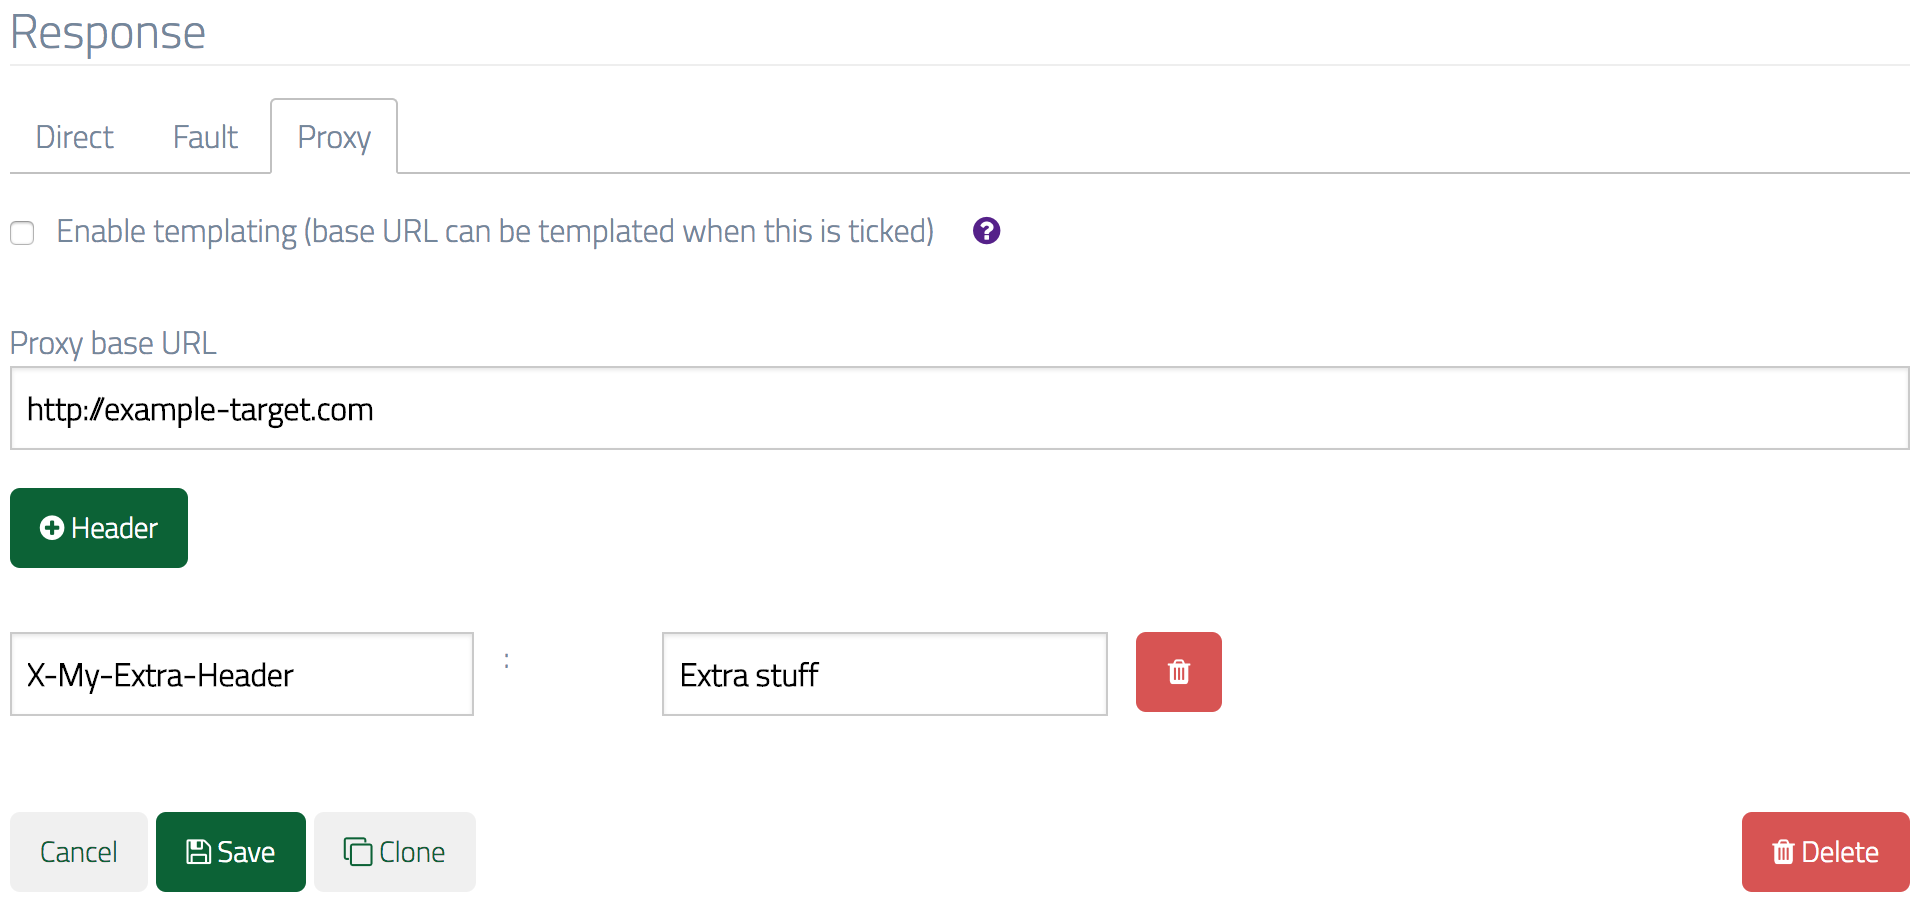 Response
Direct Fault Proxy
Enable templating (base URL can be templated when this is ticked) ?
Proxy base URL
http://example-target.com
Header
X-My-Extra-Header : Extra stuff
Cancel Save Clone Delete